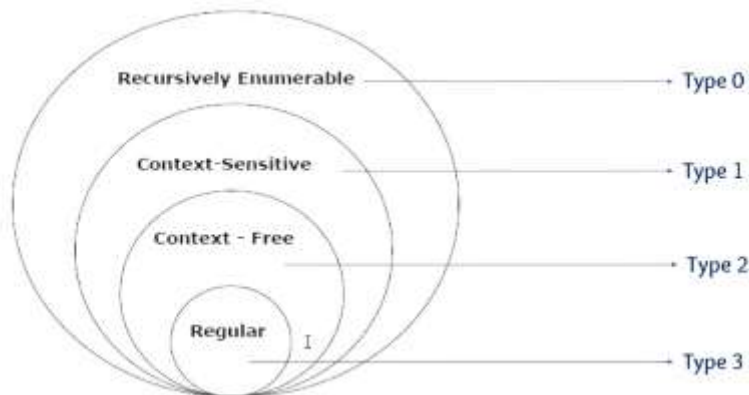 Recursively Enumerable Type 0
Context-Sensitive Type 1
Context - Free Type 2
Regular Type 3